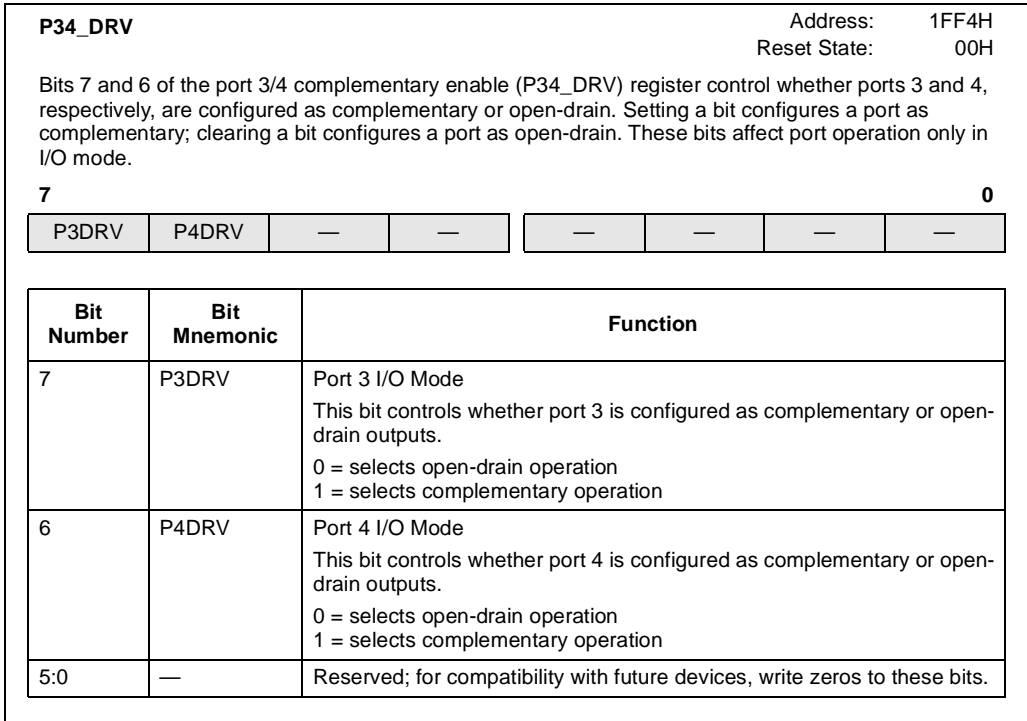 P34_DRV
Address: 1FF4H
Reset State: 00H
Bits 7 and 6 of the port 3/4 complementary enable (P34_DRV) register control whether ports 3 and 4,
respectively, are configured as complementary or open-drain. Setting a bit configures a port as
complementary; clearing a bit configures a port as open-drain. These bits affect port operation only in
I/O mode.
7 0
P3DRV P4DRV — — — — — —
Bit Number Bit Mnemonic Function
7 P3DRV Port 3 I/O Mode
This bit controls whether port 3 is configured as complementary or open-
drain outputs.
0 = selects open-drain operation
1 = selects complementary operation
6 P4DRV Port 4 I/O Mode
This bit controls whether port 4 is configured as complementary or open-
drain outputs.
0 = selects open-drain operation
1 = selects complementary operation
5:0 — Reserved; for compatibility with future devices, write zeros to these bits.